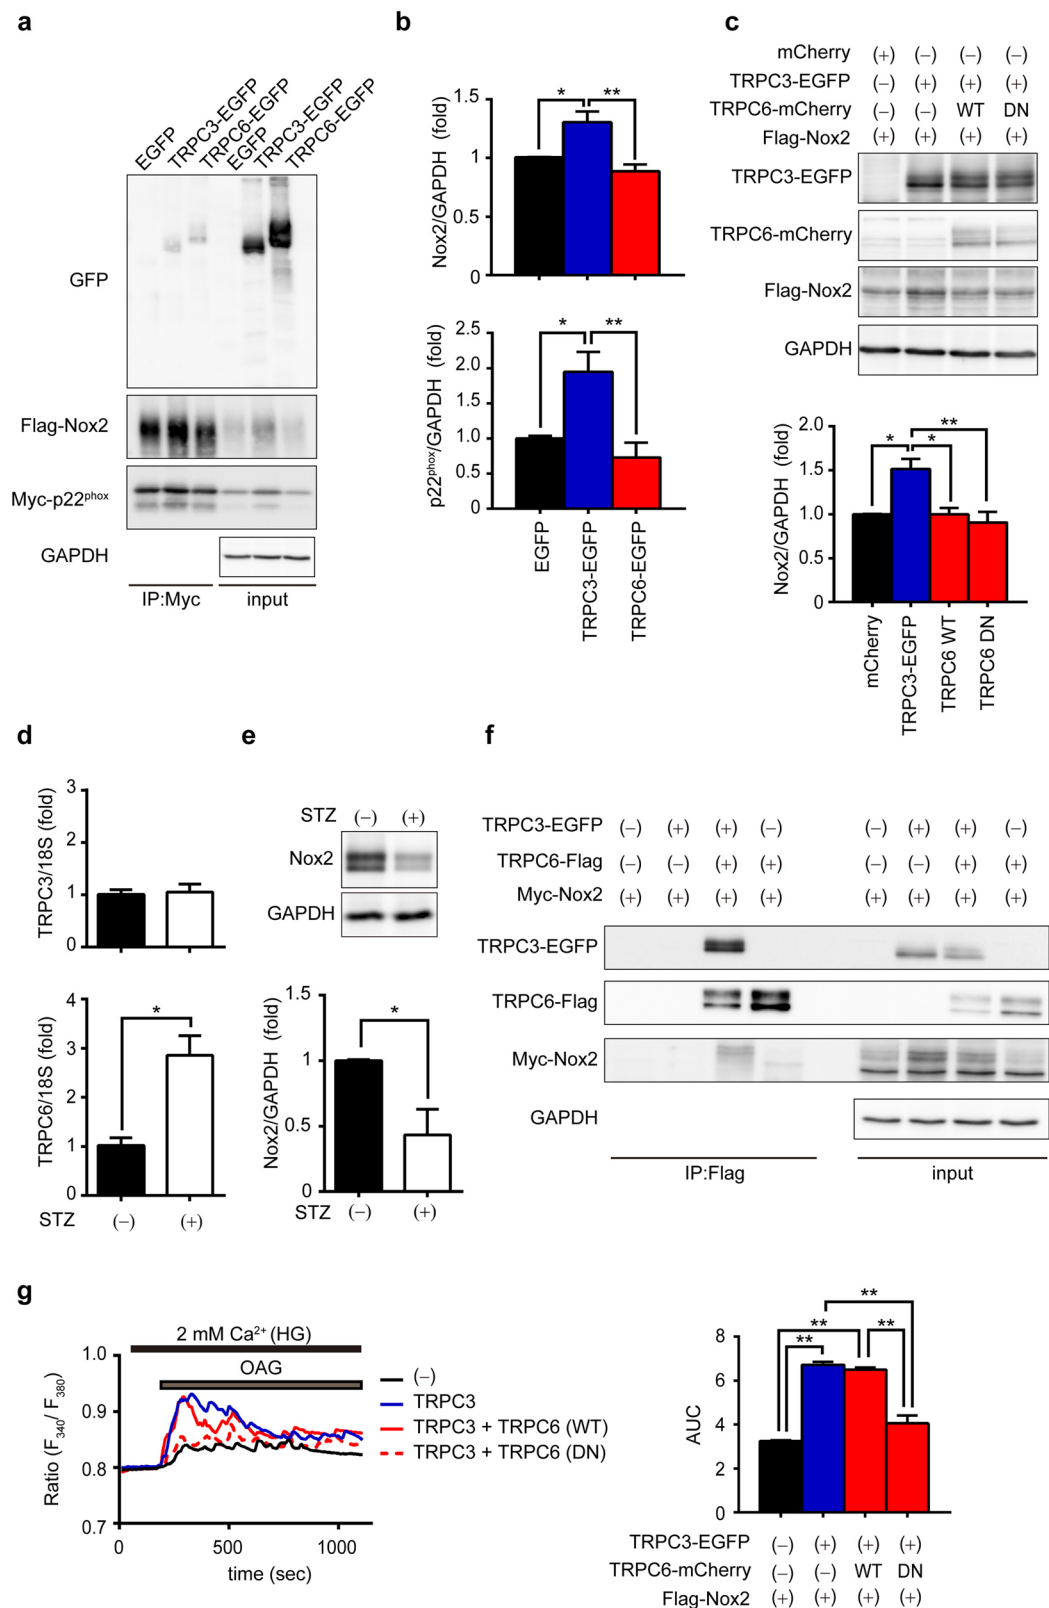 a
EGFP
TRPC3-EGFP
TRPC6-EGFP
EGFP
TRPC3-EGFP
TRPC6-EGFP
GFP
Flag-Nox2
Myc-p22phox
GAPDH
IP:Myc input
b
Nox2/GAPDH (fold)
1.5
1.0
0.5
0
* **
p22phox/GAPDH (fold)
2.5
2.0
1.0
0.5
0
* **
EGFP
TRPC3-EGFP
TRPC6-EGFP
c
mCherry (+) (−) (−) (−)
TRPC3-EGFP (−) (+) (+) (+)
TRPC6-mCherry (−) (−) WT DN
Flag-Nox2 (+) (+) (+) (+)
TRPC3-EGFP
TRPC6-mCherry
Flag-Nox2
GAPDH
Nox2/GAPDH (fold)
2.0
1.5
1.0
0.5
0
**
* *
mCherry
TRPC3-EGFP
TRPC6 WT
TRPC6 DN
d
TRPC3/18S (fold)
3
2
1
0
TRPC6/18S (fold)
4
3
2
1
0
*
STZ (−) (+)
e
STZ (−) (+)
Nox2
GAPDH
Nox2/GAPDH (fold)
1.5
1
0.5
0
*
(−) (+)
STZ
f
TRPC3-EGFP (−) (+) (+) (−) (−) (+) (+) (−)
TRPC6-Flag (−) (−) (+) (+) (−) (−) (+) (+)
Myc-Nox2 (+) (+) (+) (+) (+) (+) (+) (+)
TRPC3-EGFP
TRPC6-Flag
Myc-Nox2
GAPDH
IP:Flag input
g
2 mM Ca2+ (HG)
OAG
Ratio (F340/ F380)
1.0
0.9
0.8
0.7
0 500 1000
time (sec)
(−)
TRPC3
TRPC3 + TRPC6 (WT)
TRPC3 + TRPC6 (DN)
AUC
8
6
4
2
0
**
** **
**
TRPC3-EGFP (−) (+) (+) (+)
TRPC6-mCherry (−) (−) WT DN
Flag-Nox2 (+) (+) (+) (+)